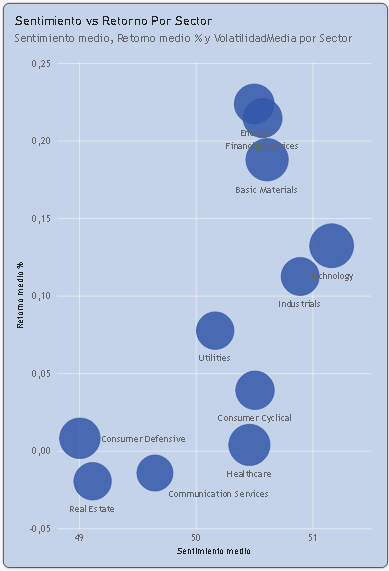 Sentimiento vs Retorno Por Sector
Sentimiento medio, Retorno medio % y VolatilidadMedia por Sector
0,25
0,20
0,15
0,10
0,05
0,00
-0,05
Retorno medio %
Financial Services
Basic Materials
Technology
Industrials
Utilities
Consumer Cyclical
Healthcare
Consumer Defensive
Communication Services
Real Estate
49
50
51
Sentimiento medio